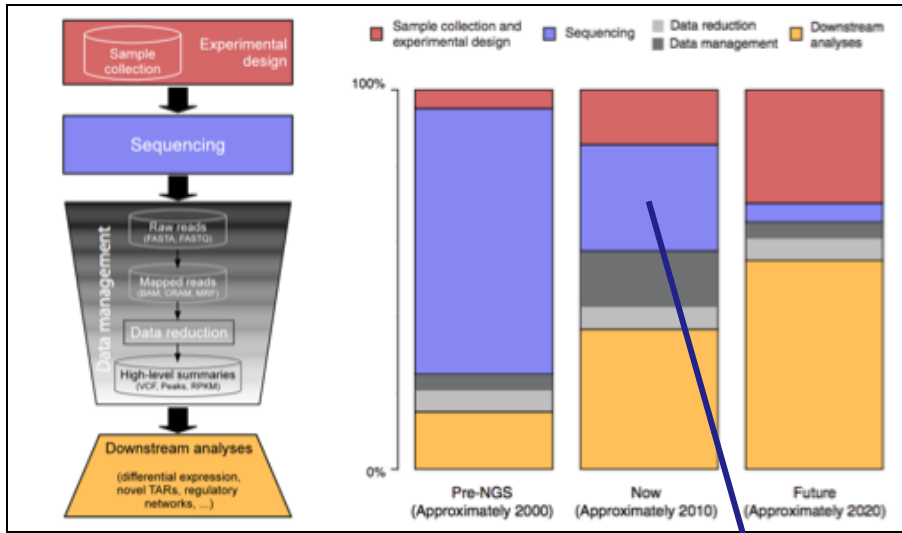 Sample
collection
Experimental
design
Sequencing
Data management
Raw reads
(FASTA, FASTQ)
Mapped reads
(BAM, CRAM, MRF)
Data reduction
High-level summaries
(VCF, Peaks, RPKM)
Downstream analyses
(differential expression,
novel TARs, regulatory
networks, ...)
Sample collection and
experimental design
Sequencing
Data reduction
Data management
Downstream
analyses
100%
0%
Pre-NGS
(Approximately 2000)
Now
(Approximately 2010)
Future
(Approximately 2020)